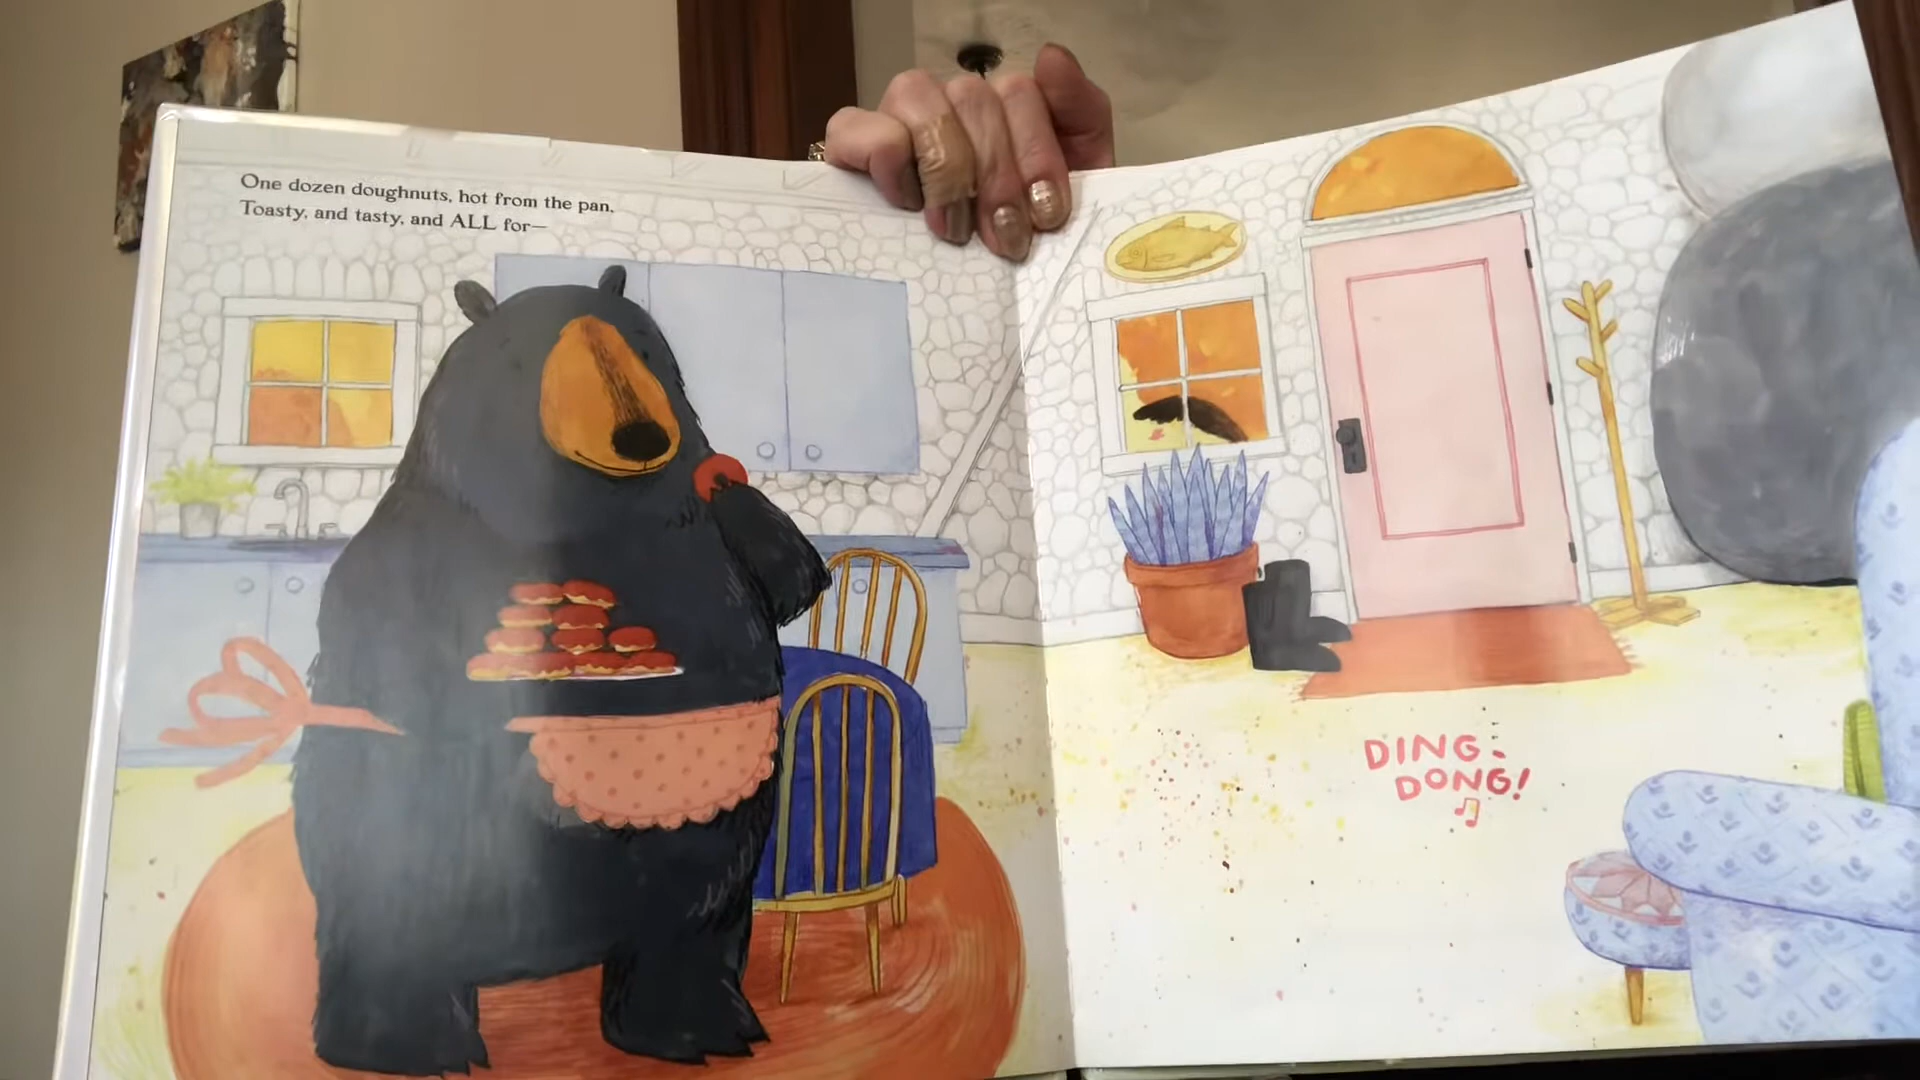 One dozen doughnuts, hot from the pan.
Toasty, and tasty, and ALL for—
DING-
DONG!